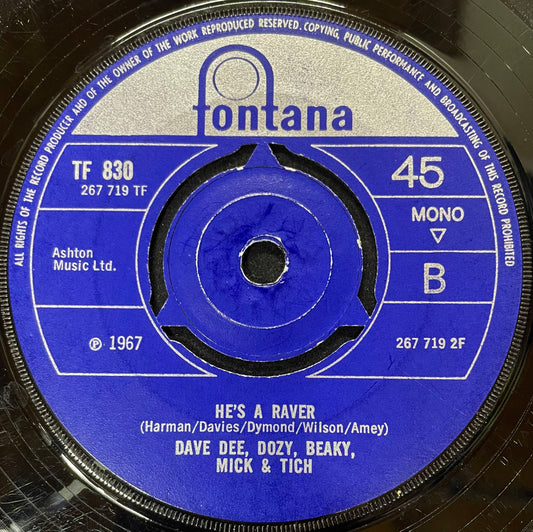 ALL RIGHTS OF THE RECORD PRODUCER AND OF THE OWNER OF THE WORK REPRODUCED RESERVED. COPYING, PUBLIC PERFORMANCE AND BROADCASTING OF THIS RECORD PROHIBITED
fontana
TF 830
267 719 TF
45
MONO
B
Ashton
Music Ltd.
℗ 1967
267 719 2F
HE'S A RAVER
(Harman/Davies/Dymond/Wilson/Amey)
DAVE DEE, DOZY, BEAKY,
MICK & TICH